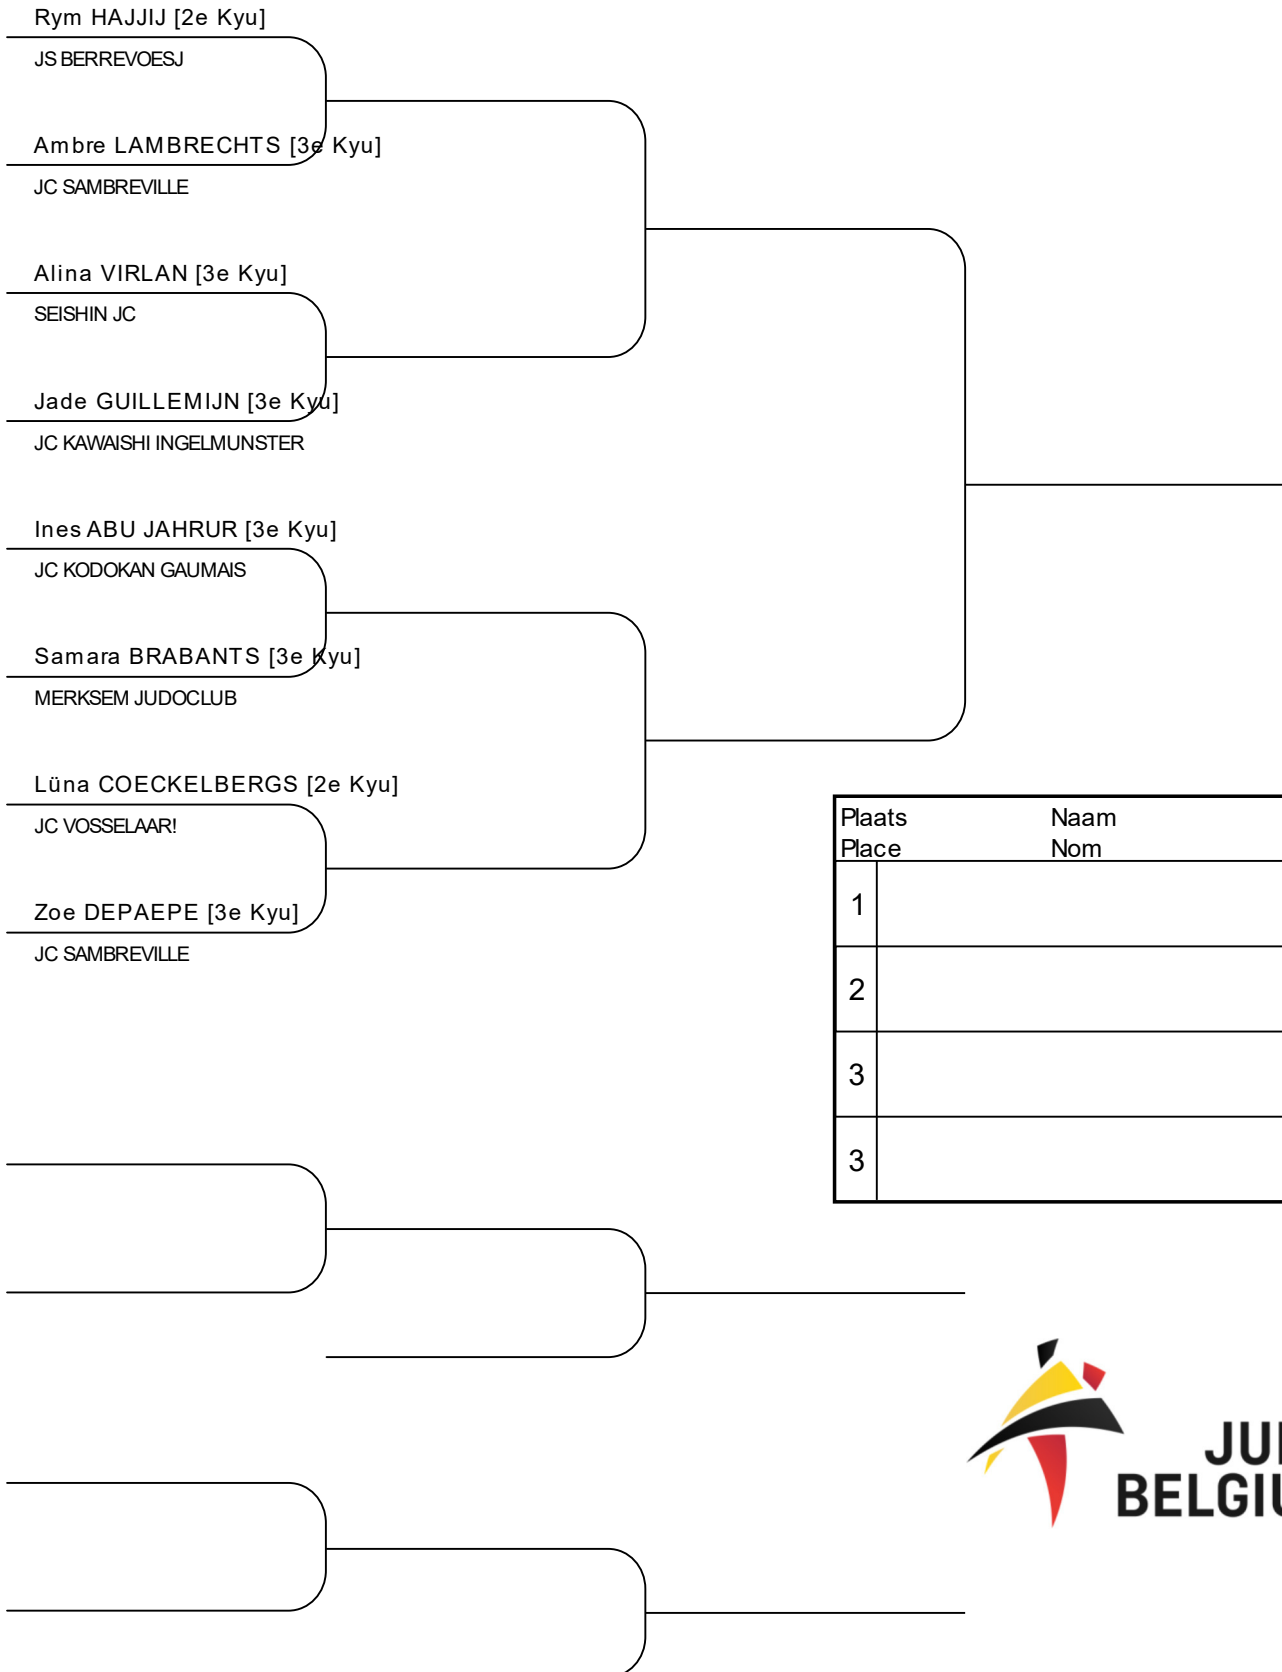 Rym HAJJIJ [2e Kyu]
JS BERREVOESJ
Ambre LAMBRECHTS [3e Kyu]
JC SAMBREVILLE
Alina VIRLAN [3e Kyu]
SEISHIN JC
Jade GUILLEMIJN [3e Kyu]
JC KAWAISHI INGELMUNSTER
Ines ABU JAHRUR [3e Kyu]
JC KODOKAN GAUMAIS
Samara BRABANTS [3e Kyu]
MERKSEM JUDOCLUB
Lüna COECKELBERGS [2e Kyu]
JC VOSSELAAR!
Zoe DEPAEPE [3e Kyu]
JC SAMBREVILLE
Plaats Naam
Place Nom
1
2
3
3
JU
BELGIU